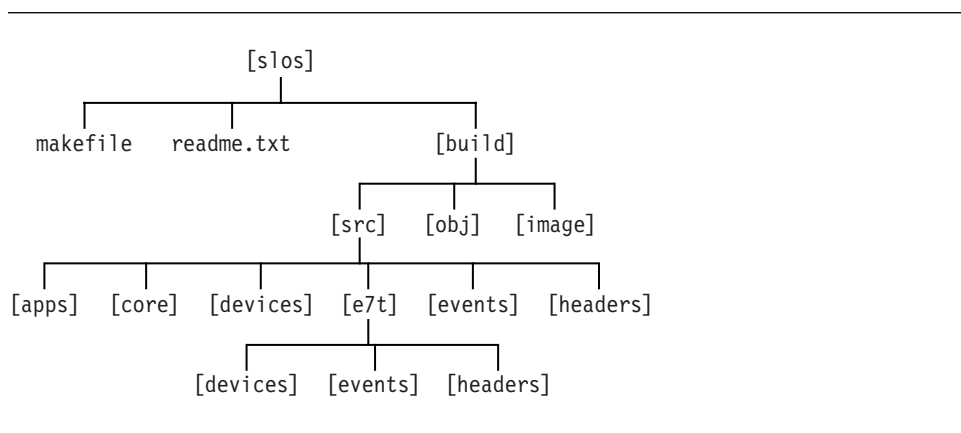 [slos]
makefile readme.txt [build]
[src] [obj] [image]
[apps] [core] [devices] [e7t] [events] [headers]
[devices] [events] [headers]